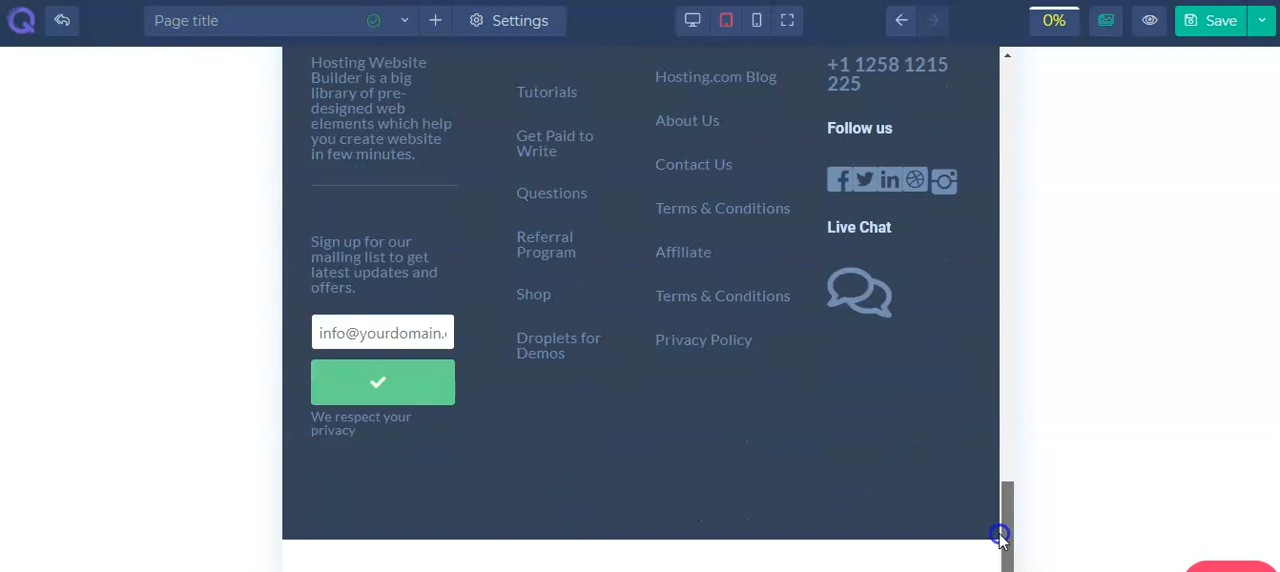 Page title
Settings
0%
Save
Hosting Website
Builder is a big
library of pre-
designed web
elements which help
you create website
in few minutes.
Sign up for our
mailing list to get
latest updates and
offers.
info@yourdomain.
We respect your
privacy
Tutorials
Get Paid to
Write
Questions
Referral
Program
Shop
Droplets for
Demos
Hosting.com Blog
About Us
Contact Us
Terms & Conditions
Affiliate
Terms & Conditions
Privacy Policy
+1 1258 1215
225
Follow us
Live Chat